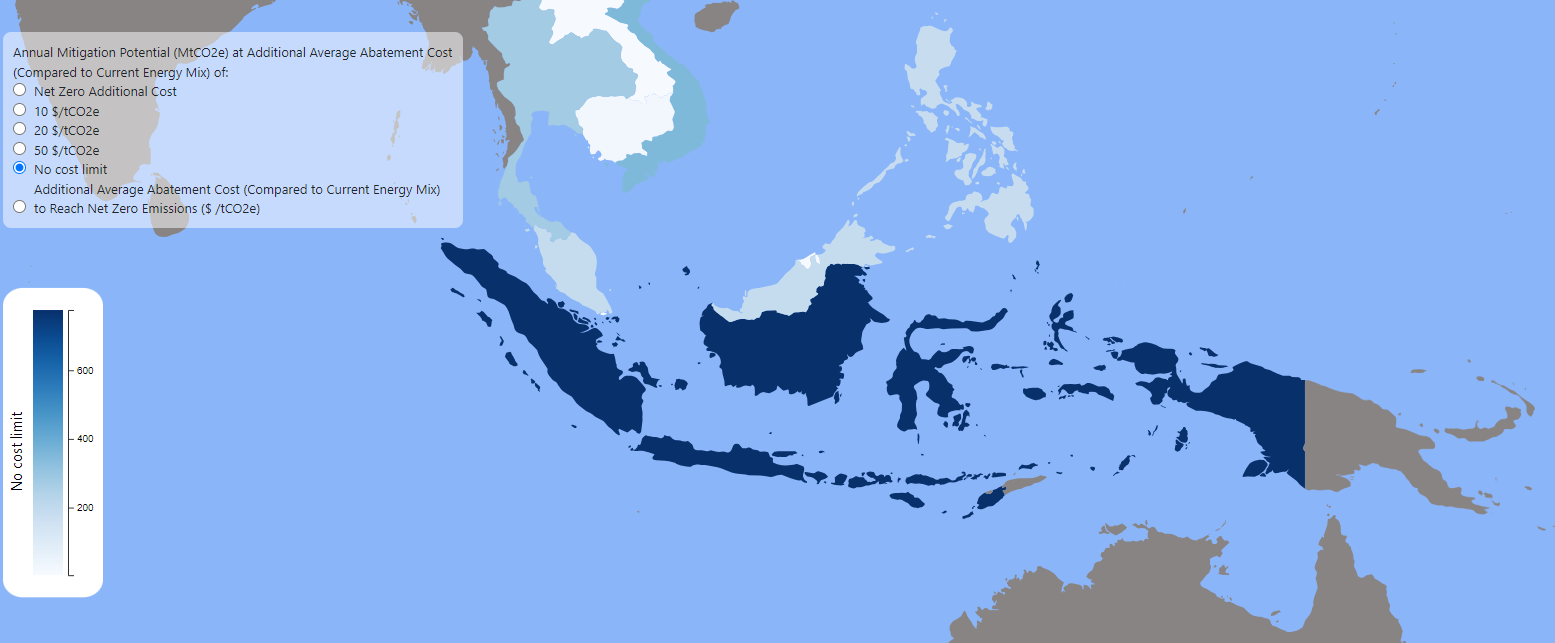 Annual Mitigation Potential (MtCO2e) at Additional Average Abatement Cost
(Compared to Current Energy Mix) of:
Net Zero Additional Cost
10 $/tCO2e
20 $/tCO2e
50 $/tCO2e
No cost limit
Additional Average Abatement Cost (Compared to Current Energy Mix)
to Reach Net Zero Emissions ($ /tCO2e)
No cost limit
600
400
200